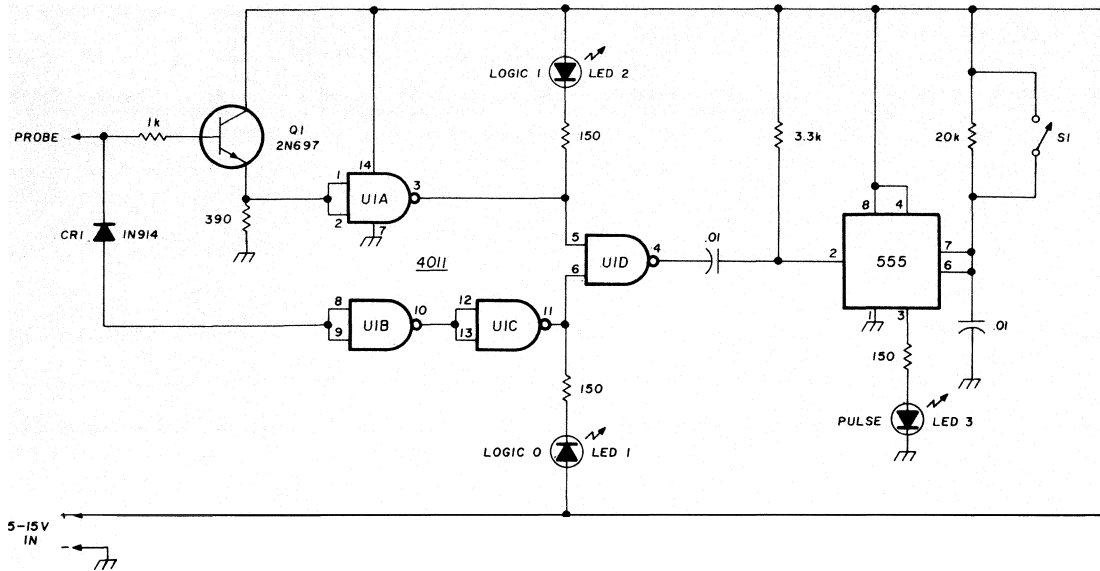 LOGIC 1
LED 2
PROBE
1k
Q1
2N697
150
3.3k
20k
S1
14
1
2
3
U1A
7
390
CR1
1N914
4011
5
6
4
U1D
.01
8
4
2
555
7
6
1
3
.01
8
9
10
U1B
12
13
11
U1C
150
150
LOGIC 0
LED 1
PULSE
LED 3
5-15V
IN
+
-